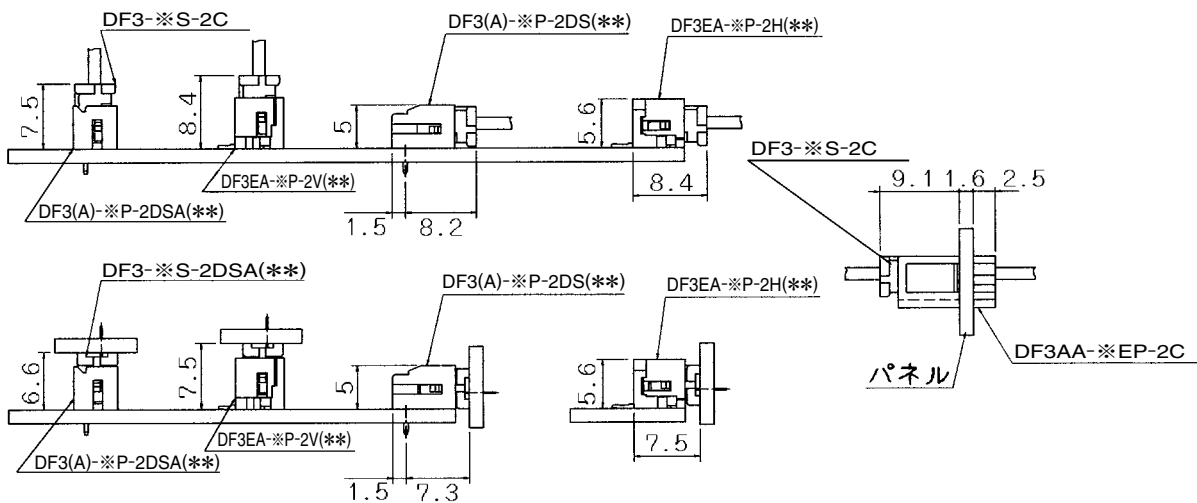 DF3-※S-2C
DF3(A)-※P-2DS(**)
DF3EA-※P-2H(**)
7.5
8.4
5
5.6
DF3EA-※P-2V(**)
DF3(A)-※P-2DSA(**)
1.5
8.2
8.4
DF3-※S-2C
9.1
1.6
2.5
DF3-※S-2DSA(**)
DF3(A)-※P-2DS(**)
DF3EA-※P-2H(**)
6.6
7.5
5
5.6
DF3AA-※EP-2C
パネル
DF3EA-※P-2V(**)
DF3(A)-※P-2DSA(**)
1.5
7.3
7.5